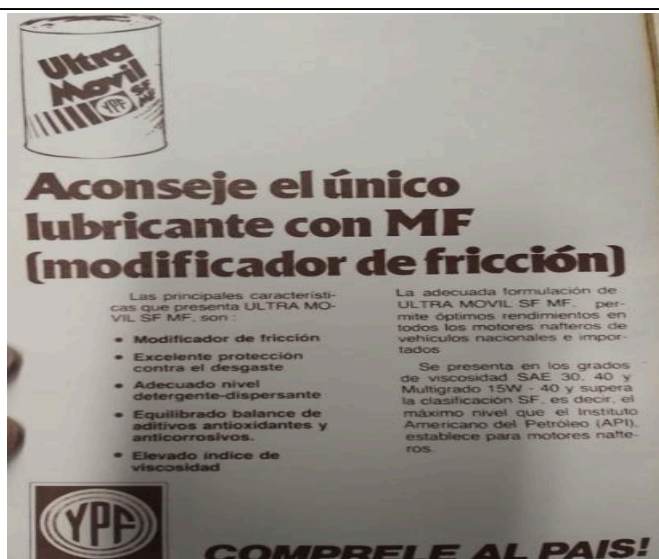 Ultra
Movil
SF
MF
YPF
Aconseje el único
lubricante con MF
(modificador de fricción)
Las principales característi-
cas que presenta ULTRA MO-
VIL SF MF, son :
• Modificador de fricción
• Excelente protección
contra el desgaste
• Adecuado nivel
detergente-dispersante
• Equilibrado balance de
aditivos antioxidantes y
anticorrosivos.
• Elevado índice de
viscosidad
La adecuada formulación de
ULTRA MOVIL SF MF, per-
mite óptimos rendimientos en
todos los motores nafteros de
vehículos nacionales e impor-
tados
Se presenta en los grados
de viscosidad SAE 30, 40 y
Multigrado 15W - 40 y supera
la clasificación SF, es decir, el
máximo nivel que el Instituto
Americano del Petróleo (API),
establece para motores nafte-
ros.
YPF
COMPRELE AL PAIS!